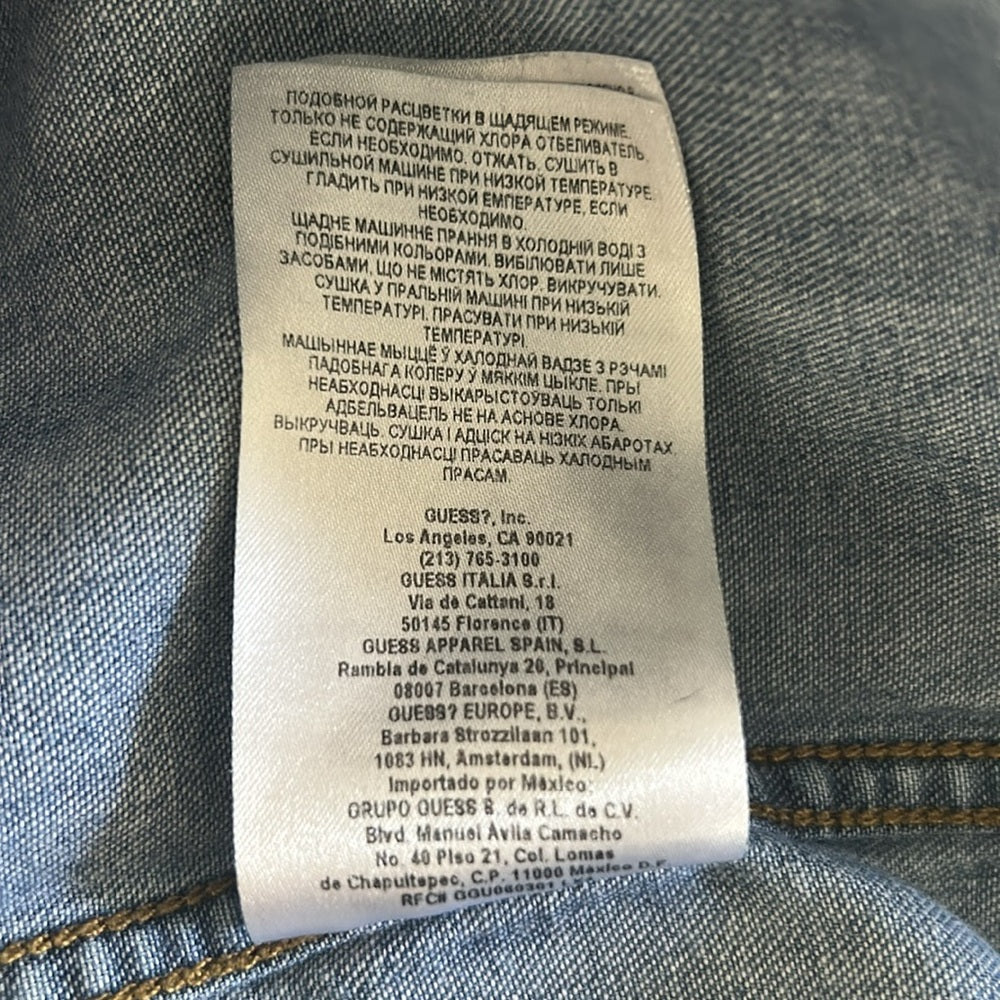 ПОДОБНОЙ РАСЦВЕТКИ В ЩАДЯЩЕМ РЕЖИМЕ.
ТОЛЬКО НЕ СОДЕРЖАЩИЙ ХЛОРА ОТБЕЛИВАТЕЛЬ,
ЕСЛИ НЕОБХОДИМО. ОТЖАТЬ, СУШИТЬ В
СУШИЛЬНОЙ МАШИНЕ ПРИ НИЗКОЙ ТЕМПЕРАТУРЕ.
ГЛАДИТЬ ПРИ НИЗКОЙ ЕМПЕРАТУРЕ, ЕСЛИ
НЕОБХОДИМО.
ЩАДНЕ МАШИННЕ ПРАННЯ В ХОЛОДНІЙ ВОДІ З
ПОДІБНИМИ КОЛЬОРАМИ. ВИБІЛЮВАТИ ЛИШЕ
ЗАСОБАМИ, ЩО НЕ МІСТЯТЬ ХЛОР. ВИКРУЧУВАТИ.
СУШКА У ПРАЛЬНІЙ МАШИНІ ПРИ НИЗЬКІЙ
ТЕМПЕРАТУРІ. ПРАСУВАТИ ПРИ НИЗЬКІЙ
ТЕМПЕРАТУРІ
МАШЫННАЕ МЫЦЦЁ Ў ХАЛОДНАЙ ВАДЗЕ З РЭЧАМІ
ПАДОБНАГА КОЛЕРУ Ў МЯККІМ ЦЫКЛЕ. ПРЫ
НЕАБХОДНАСЦІ ВЫКАРЫСТОЎВАЦЬ ТОЛЬКІ
АДБЕЛЬВАЦЕЛЬ НЕ НА АСНОВЕ ХЛОРА.
ВЫКРУЧВАЦЬ. СУШКА І АДЦІСК НА НІЗКІХ АБАРОТАХ.
ПРЫ НЕАБХОДНАСЦІ ПРАСАВАЦЬ ХАЛОДНЫМ
ПРАСАМ.
GUESS?, Inc.
Los Angeles, CA 90021
(213) 765-3100
GUESS ITALIA S.r.l.
Via de Cattani, 18
50145 Florence (IT)
GUESS APPAREL SPAIN, S.L.
Rambla de Catalunya 26, Principal
08007 Barcelona (ES)
GUESS? EUROPE, B.V.,
Barbara Strozzilaan 101,
1083 HN, Amsterdam, (NL)
Importado por México:
GRUPO GUESS S. de R.L. de C.V.
Blvd. Manuel Ávila Camacho
No. 40 Piso 21, Col. Lomas
de Chapultepec, C.P. 11000 Mexico D.F.
RFC#